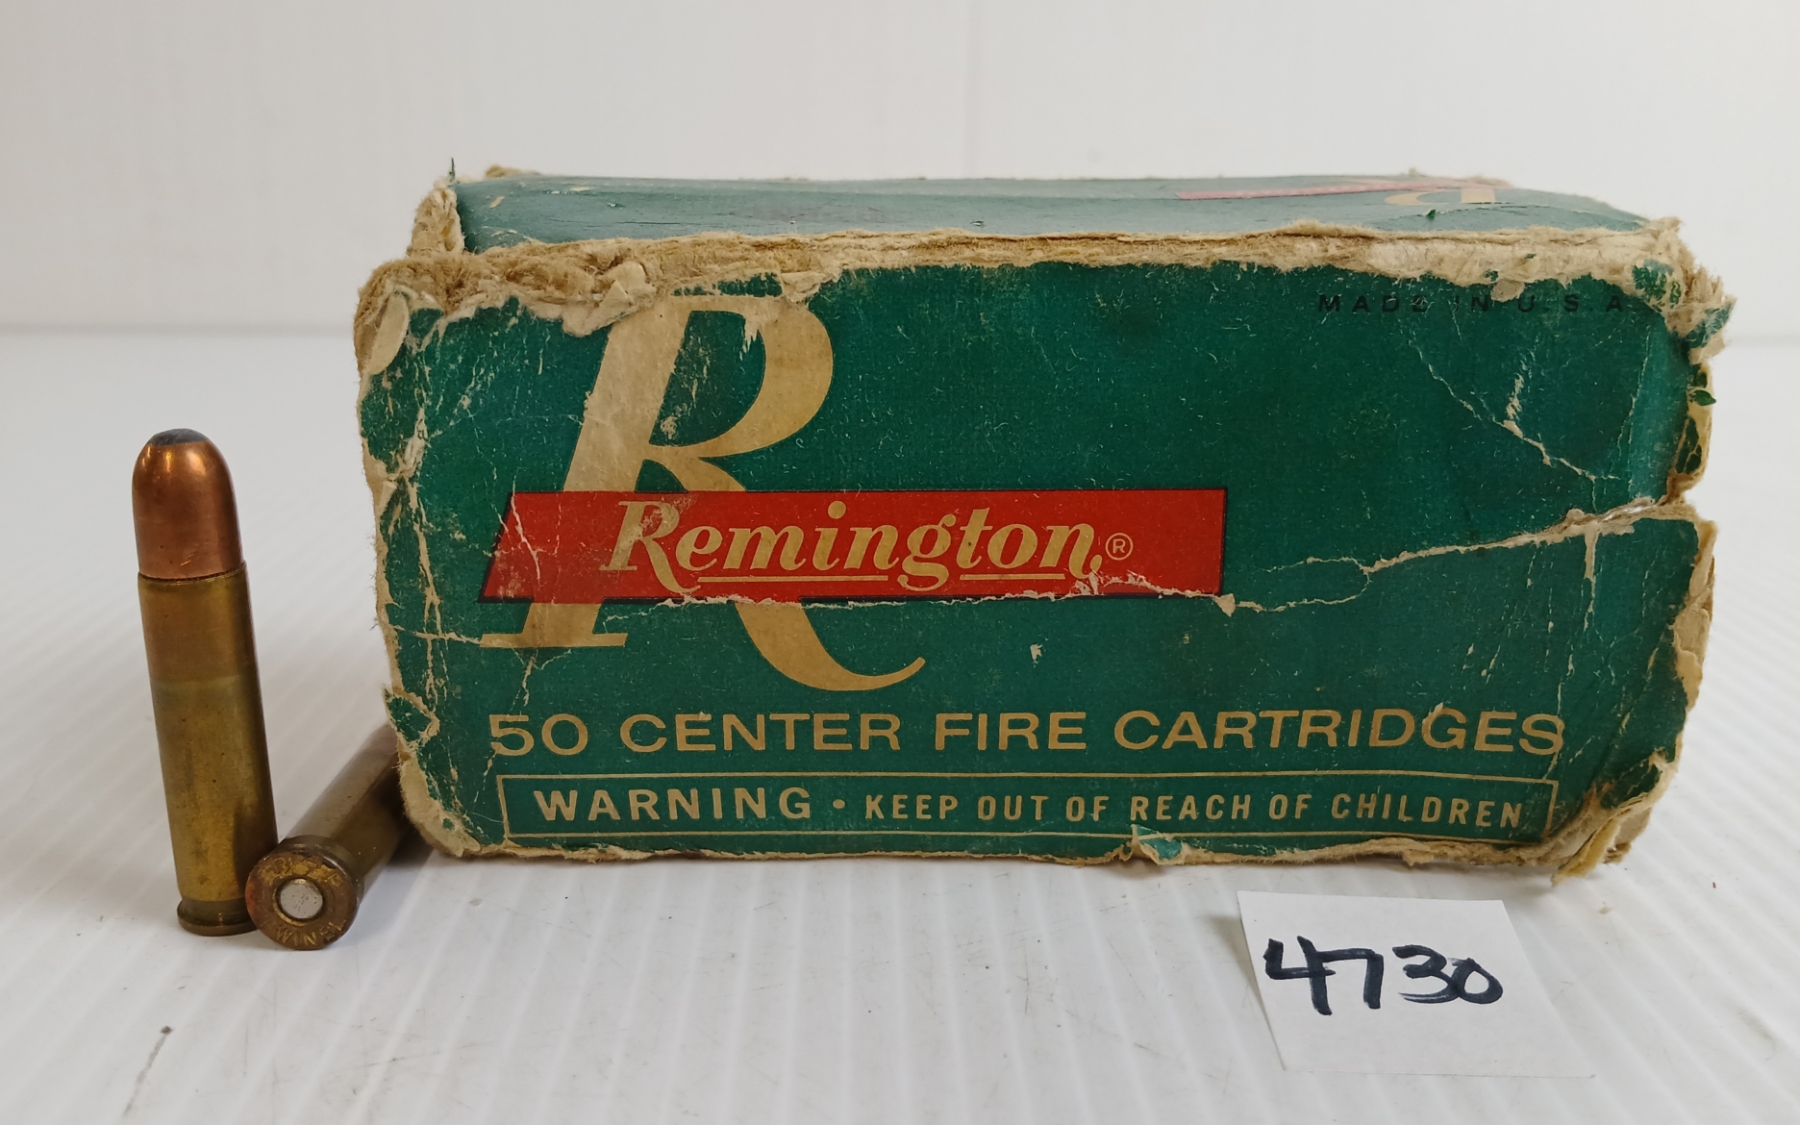 MADE IN U.S.A
R
Remington®
50 CENTER FIRE CARTRIDGES
WARNING • KEEP OUT OF REACH OF CHILDREN
4730